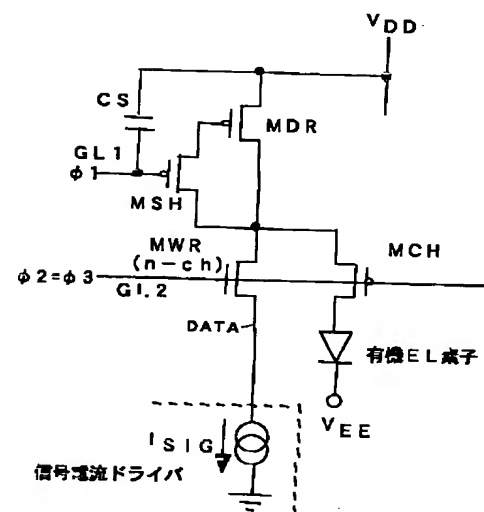 VDD
CS
MDR
GL1
φ1
MSH
MWR
(n-ch)
MCH
φ2=φ3
GL2
DATA
有機EL素子
VEE
ISIG
信号電流ドライバ